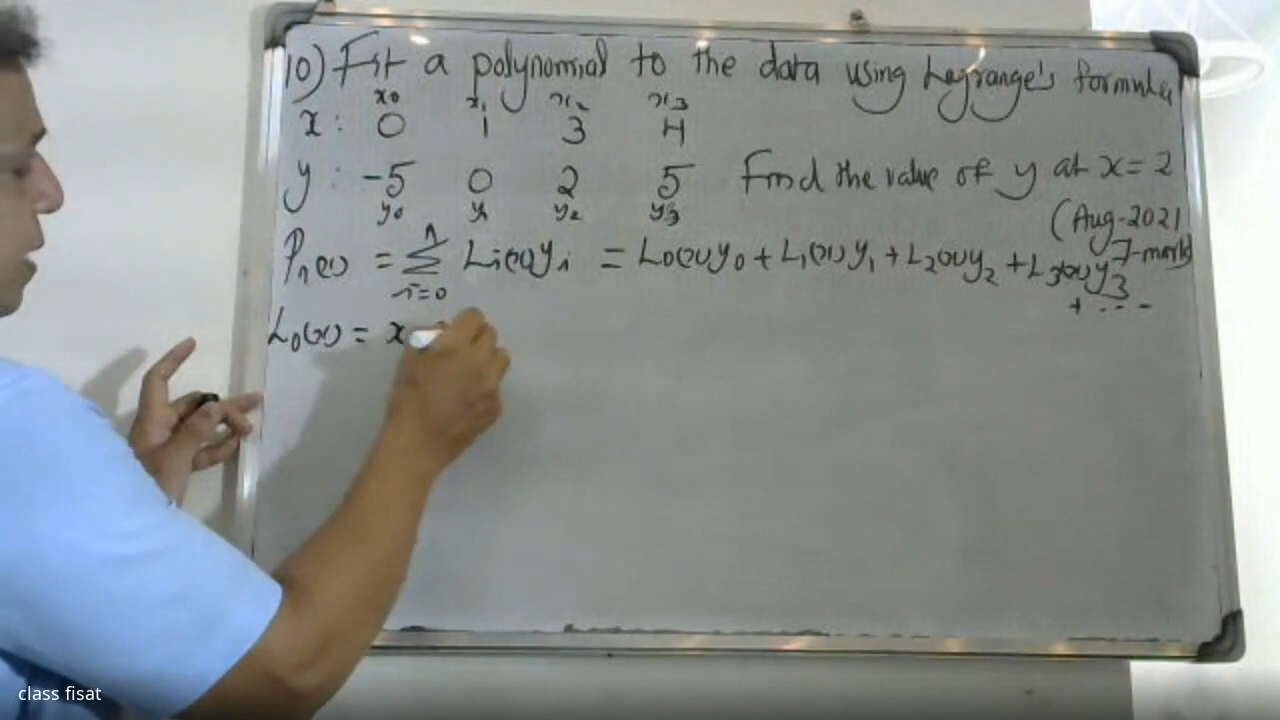 10) Fit a polynomial to the data using Lagrange's formula
x₀ x₁ x₂ x₃
x: 0 1 3 4
y: -5 0 2 5 Find the value of y at x=2
y₀ y₁ y₂ y₃ (Aug-2021
7-mark)
Pₙ(x) = Σⁿᵢ₌₀ Lᵢ(x)yᵢ = L₀(x)y₀ + L₁(x)y₁ + L₂(x)y₂ + L₃(x)y₃
+ ----
L₀(x) = x
class fisat